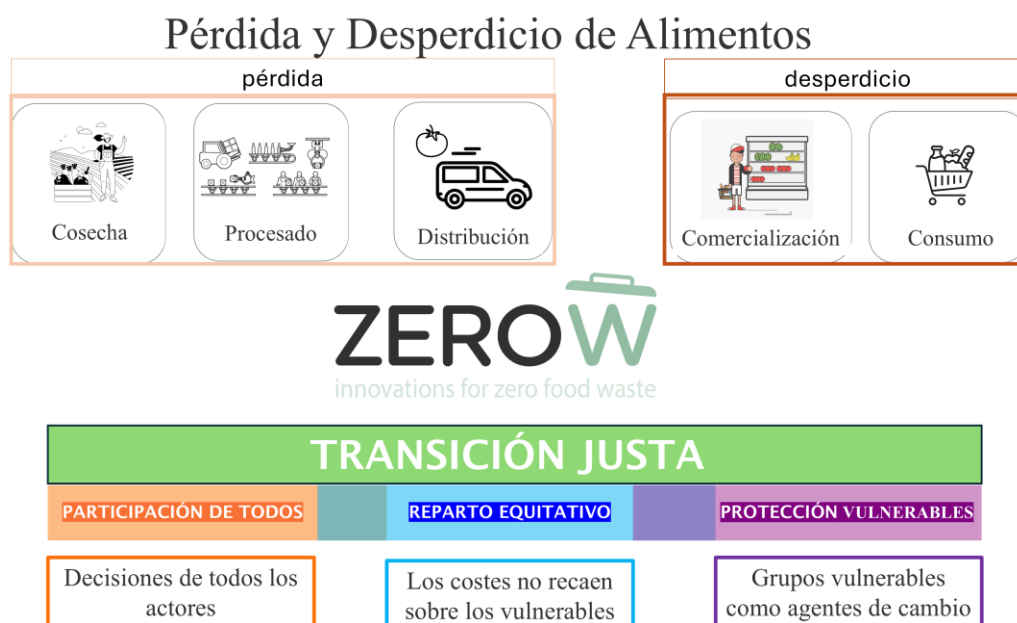 Pérdida y Desperdicio de Alimentos
pérdida
desperdicio
Cosecha
Procesado
Distribución
Comercialización
Consumo
ZEROW
innovations for zero food waste
TRANSICIÓN JUSTA
PARTICIPACIÓN DE TODOS
REPARTO EQUITATIVO
PROTECCIÓN VULNERABLES
Decisiones de todos los
actores
Los costes no recaen
sobre los vulnerables
Grupos vulnerables
como agentes de cambio